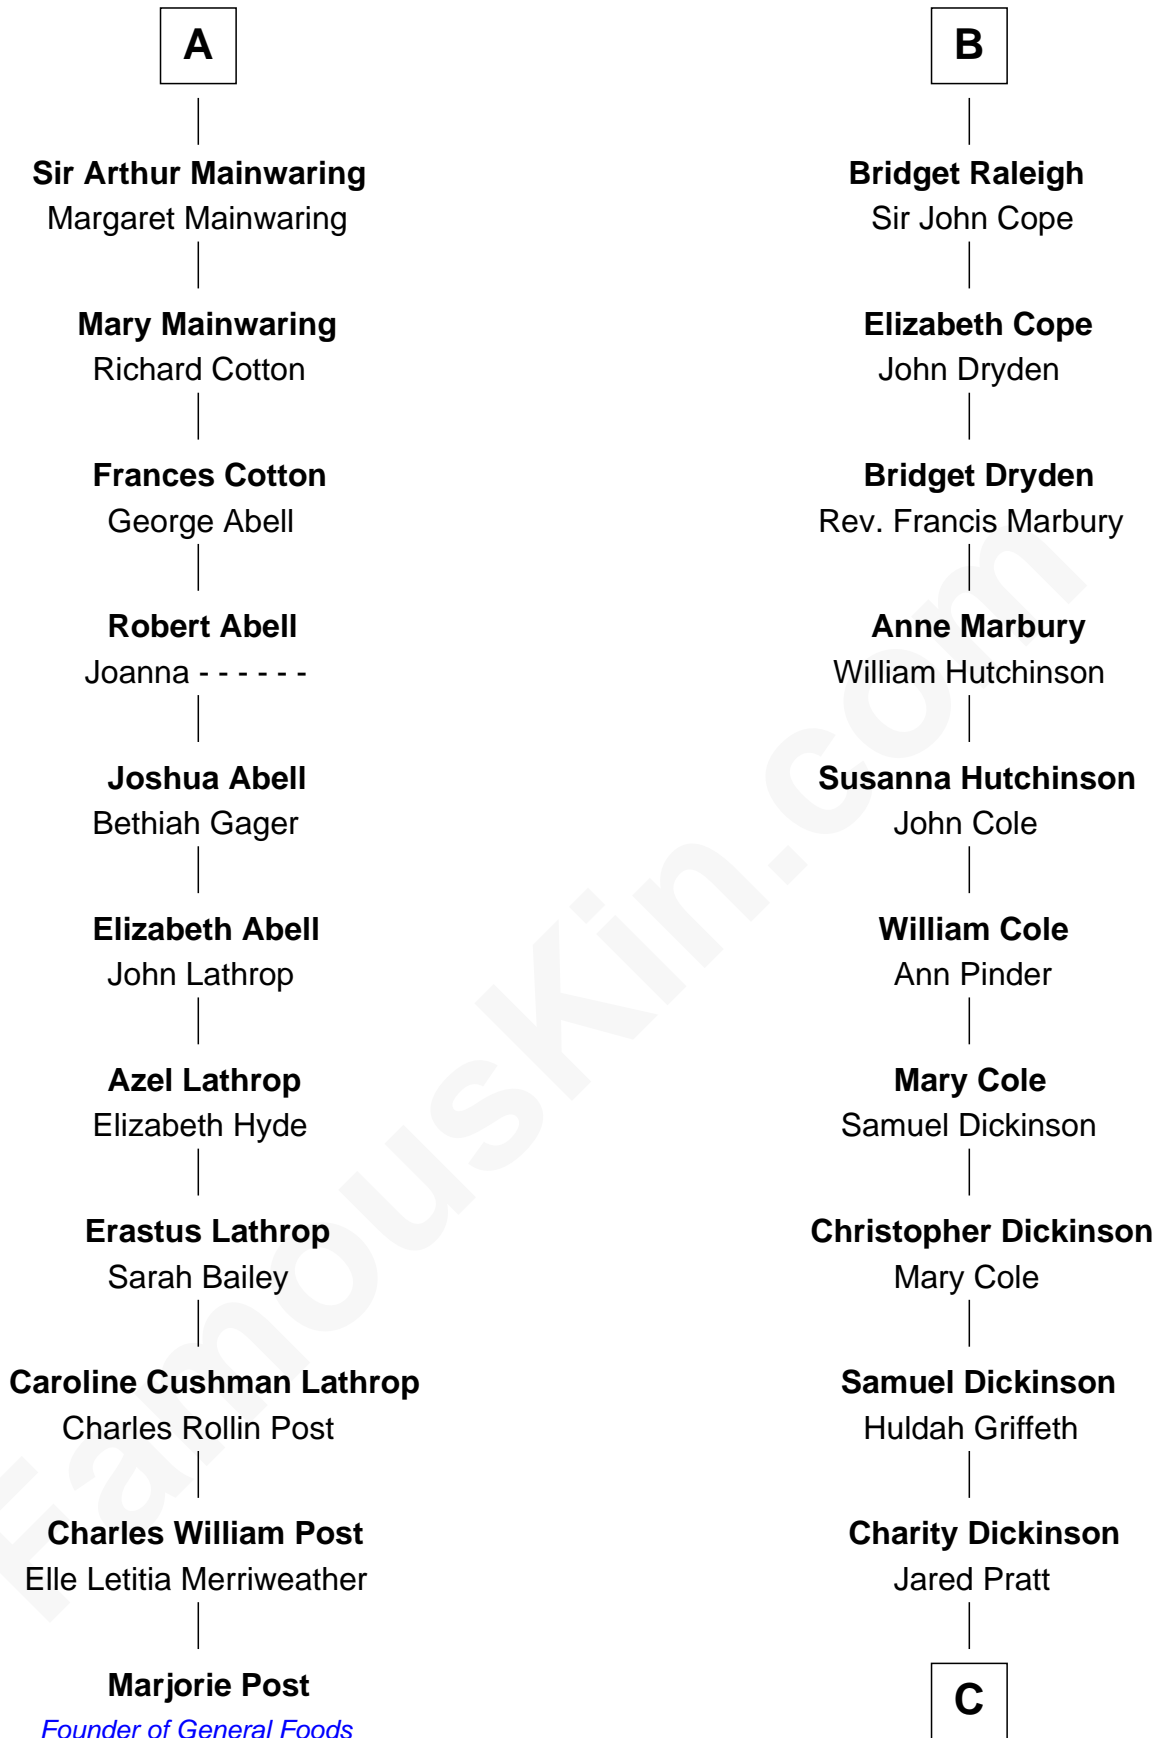 A
Sir Arthur Mainwaring
Margaret Mainwaring
Mary Mainwaring
Richard Cotton
Frances Cotton
George Abell
Robert Abell
Joanna - - - - - -
Joshua Abell
Bethiah Gager
Elizabeth Abell
John Lathrop
Azel Lathrop
Elizabeth Hyde
Erastus Lathrop
Sarah Bailey
Caroline Cushman Lathrop
Charles Rollin Post
Charles William Post
Elle Letitia Merriweather
Marjorie Post
Founder of General Foods
B
Bridget Raleigh
Sir John Cope
Elizabeth Cope
John Dryden
Bridget Dryden
Rev. Francis Marbury
Anne Marbury
William Hutchinson
Susanna Hutchinson
John Cole
William Cole
Ann Pinder
Mary Cole
Samuel Dickinson
Christopher Dickinson
Mary Cole
Samuel Dickinson
Huldah Griffeth
Charity Dickinson
Jared Pratt
C
FamousKin.com